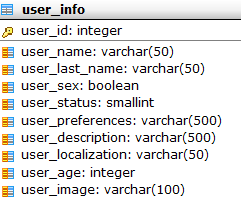 user_info
user_id: integer
user_name: varchar(50)
user_last_name: varchar(50)
user_sex: boolean
user_status: smallint
user_preferences: varchar(500)
user_description: varchar(500)
user_localization: varchar(50)
user_age: integer
user_image: varchar(100)